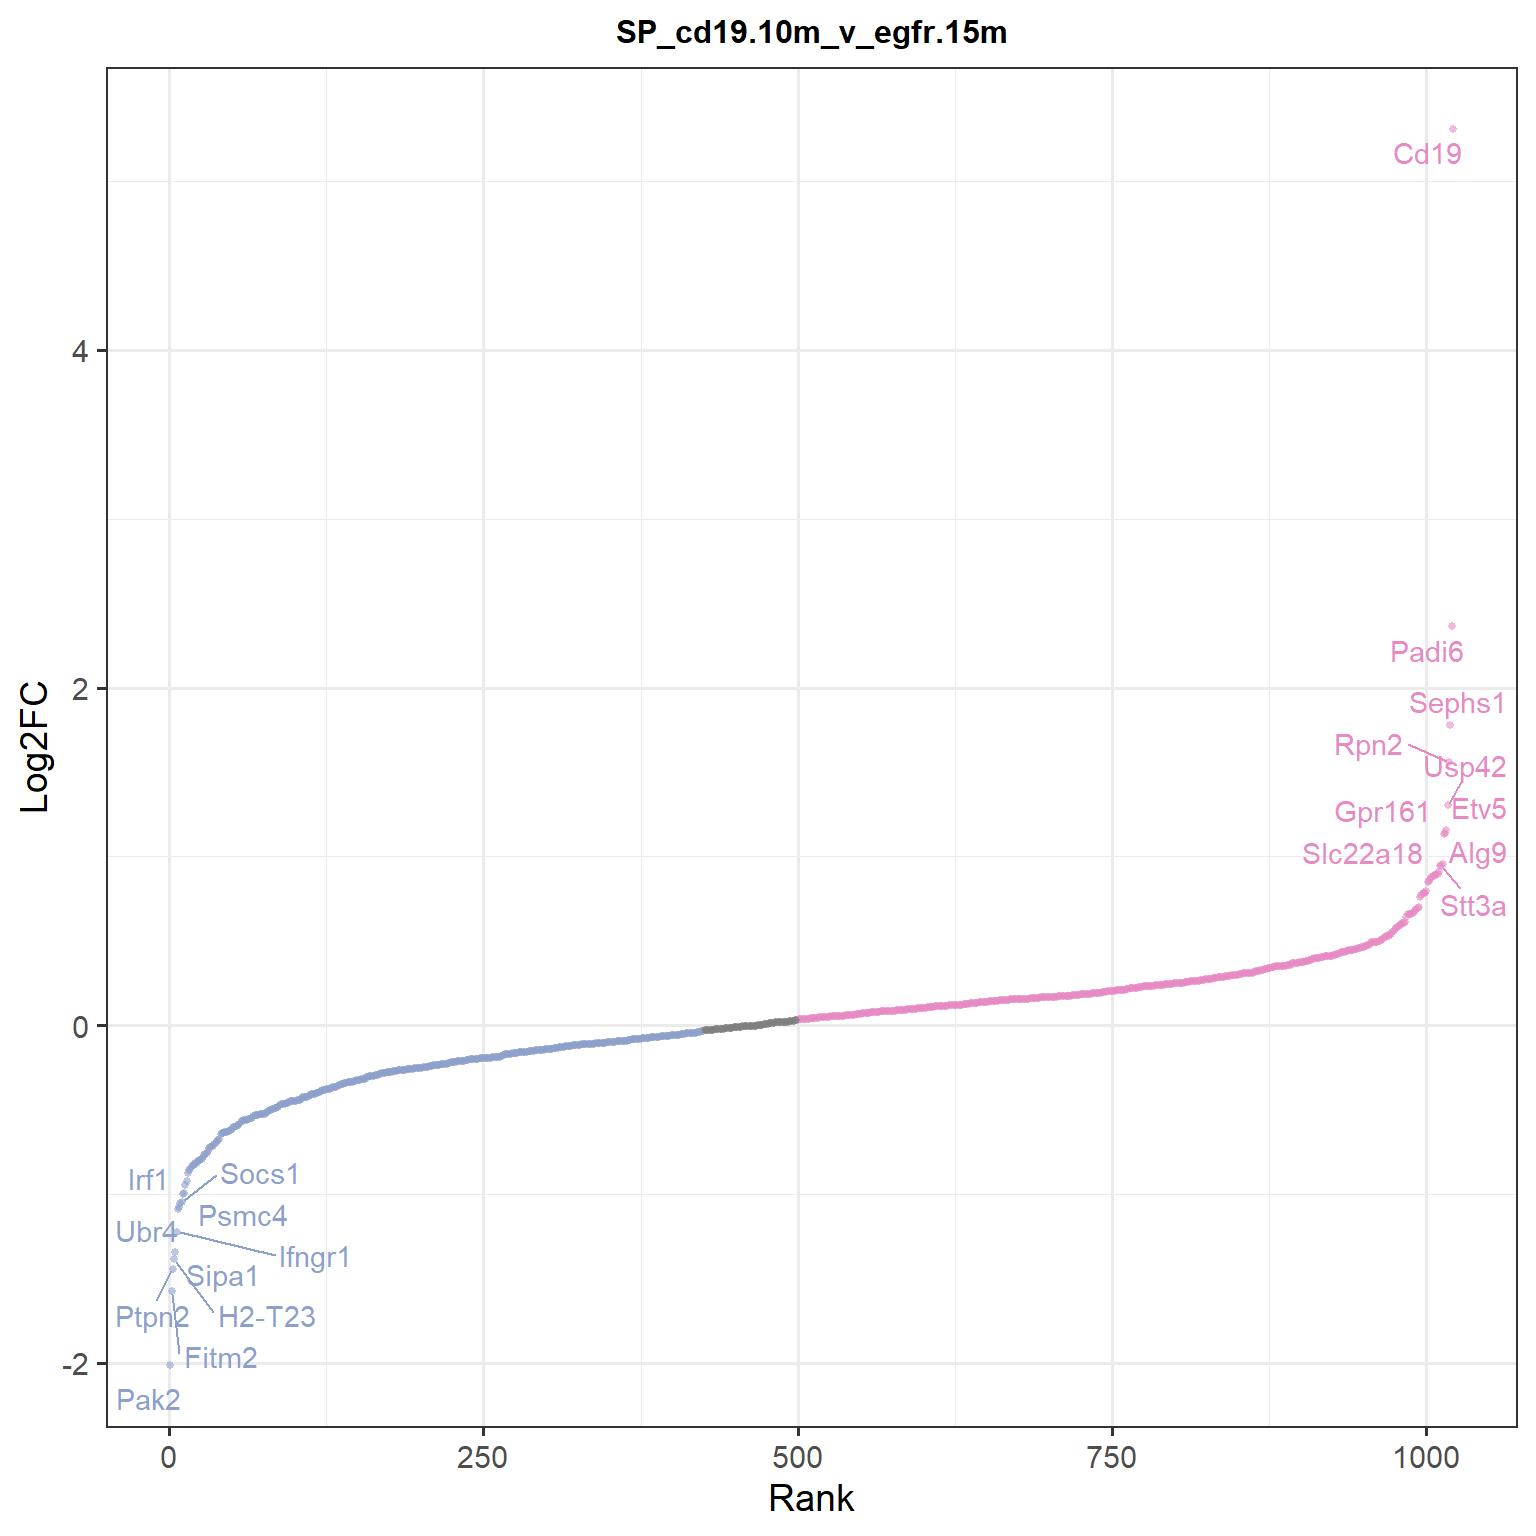 SP_cd19.10m_v_egfr.15m
Cd19
4
Padi6
2
Sephs1
Rpn2
Usp42
Gpr161
Etv5
Slc22a18
Alg9
Stt3a
Log2FC
0
Irf1
Socs1
Psmc4
Ubr4
Ifngr1
Sipa1
Ptpn2
H2-T23
Fitm2
-2
Pak2
0
250
500
750
1000
Rank